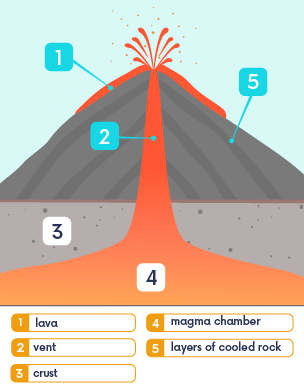 1
5
2
3
4
1 lava
2 vent
3 crust
4 magma chamber
5 layers of cooled rock